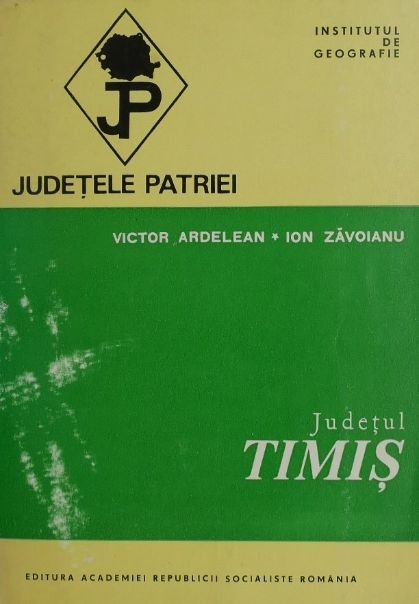 INSTITUTUL
DE
GEOGRAFIE
JP
JUDEȚELE PATRIEI
VICTOR ARDELEAN * ION ZĂVOIANU
Județul
TIMIȘ
EDITURA ACADEMIEI REPUBLICII SOCIALISTE ROMÂNIA